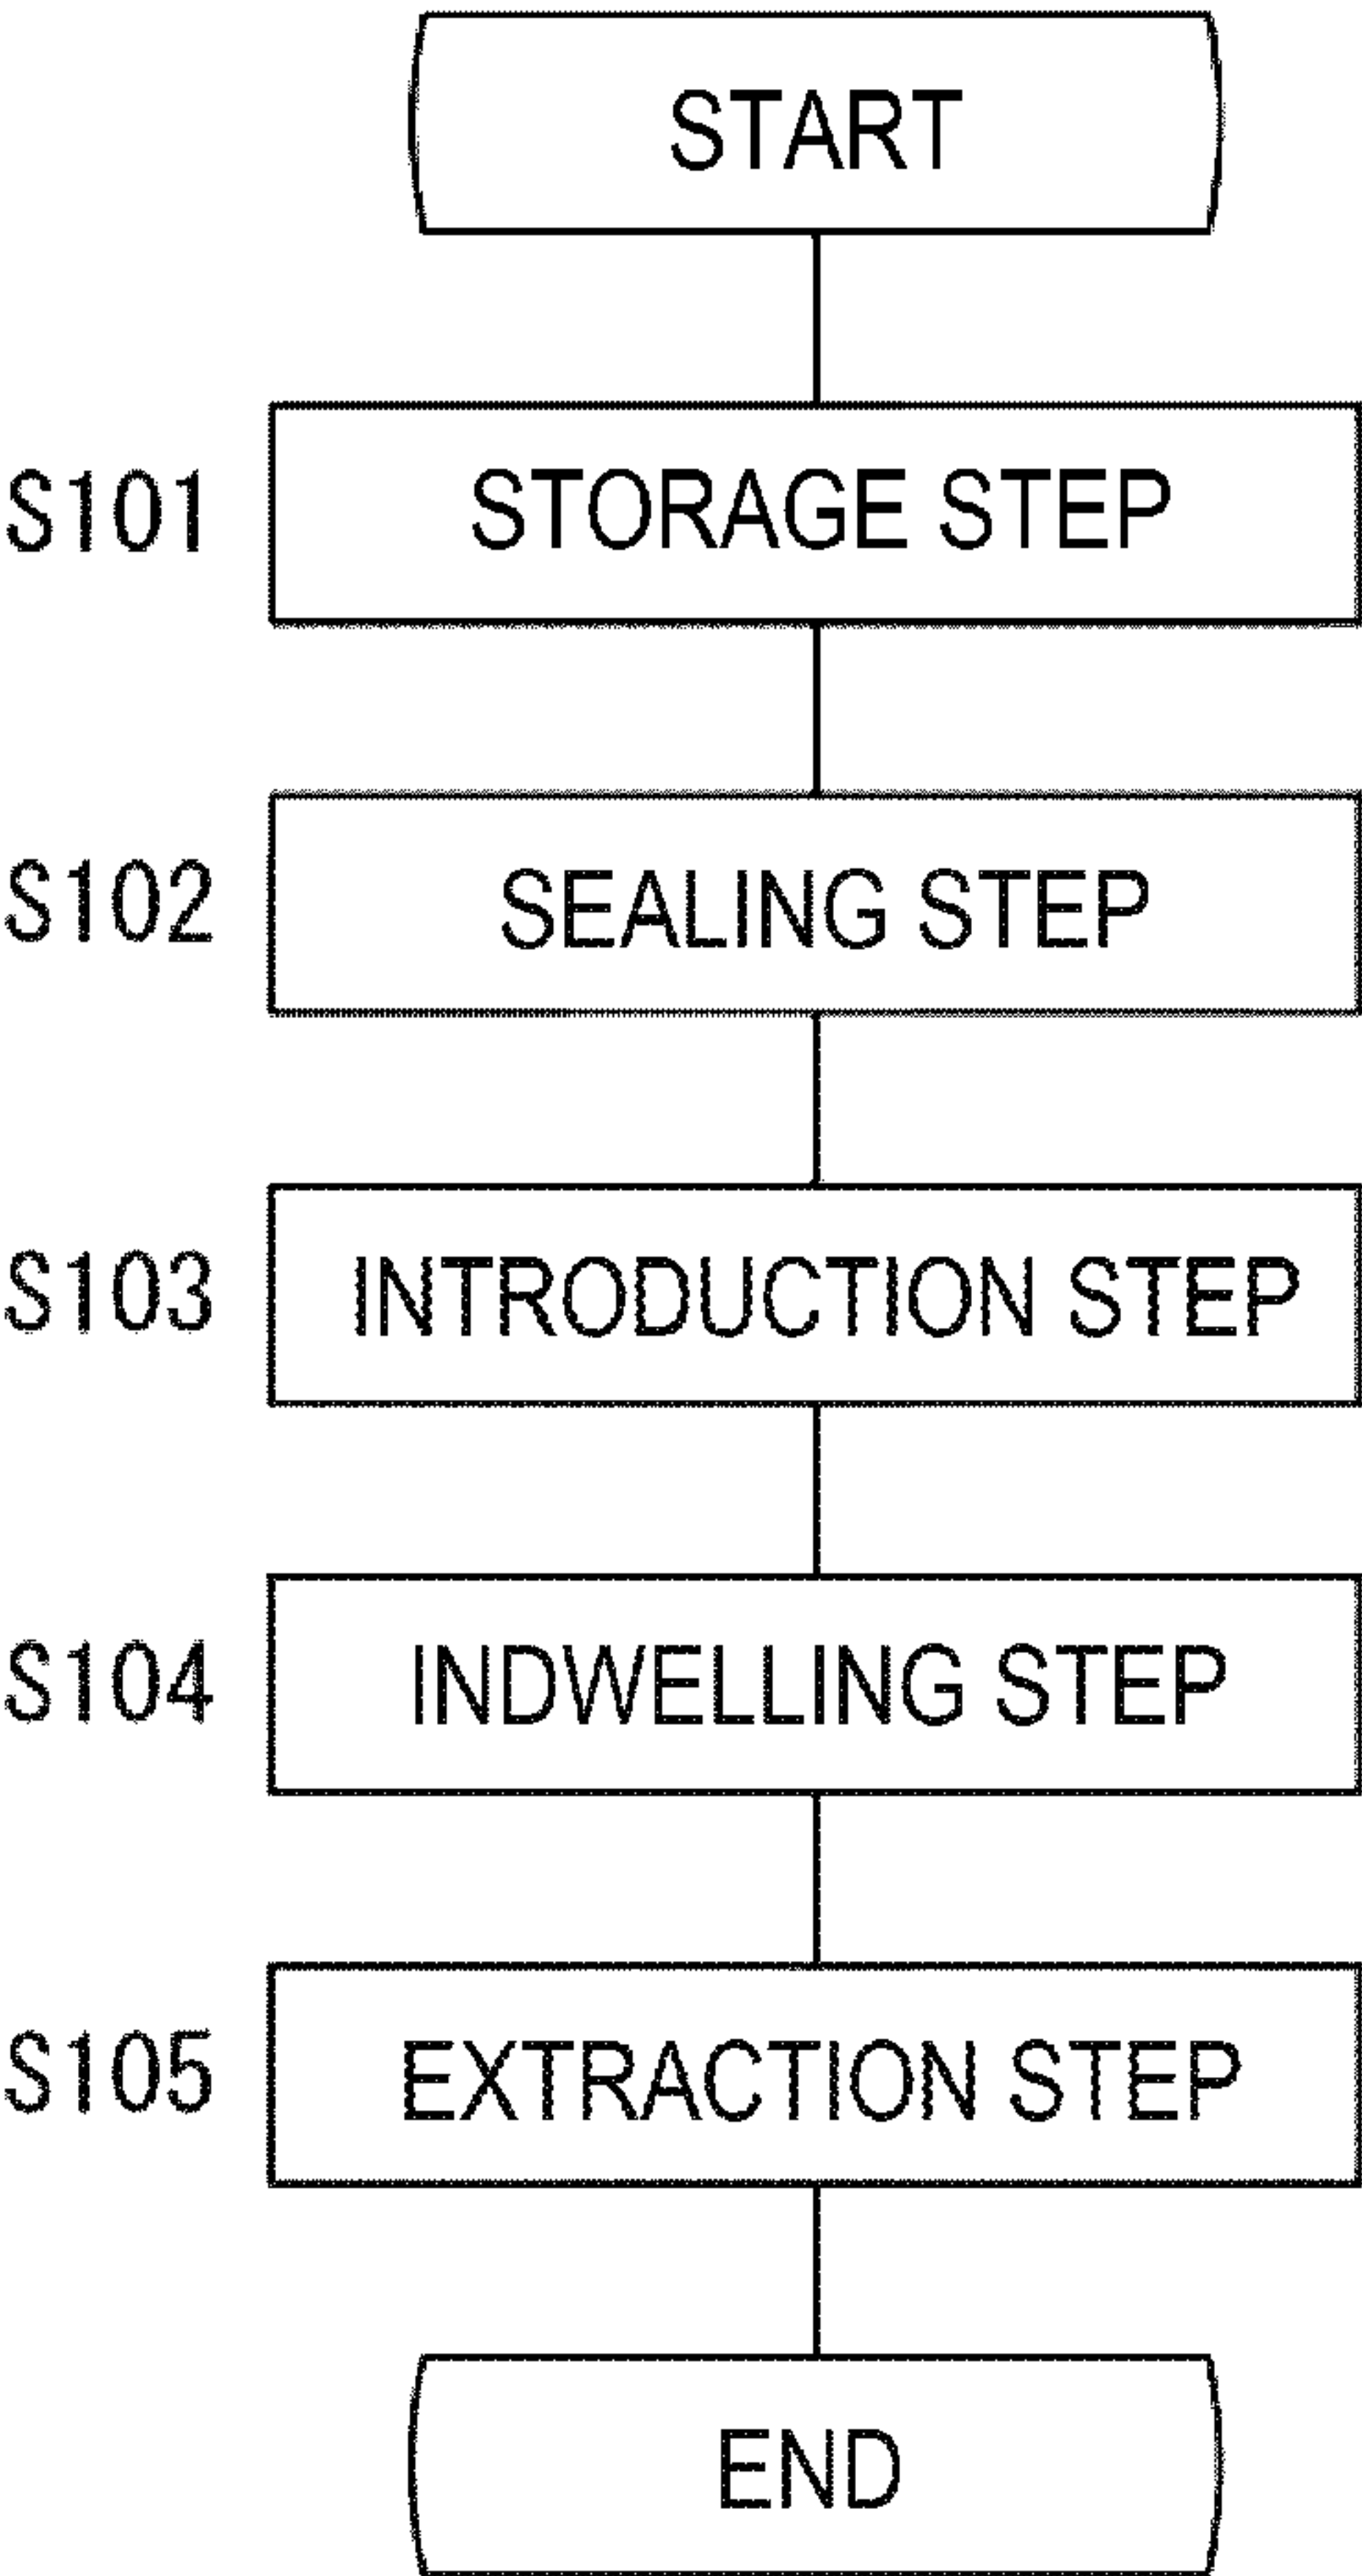 START
S101 STORAGE STEP
S102 SEALING STEP
S103 INTRODUCTION STEP
S104 INDWELLING STEP
S105 EXTRACTION STEP
END